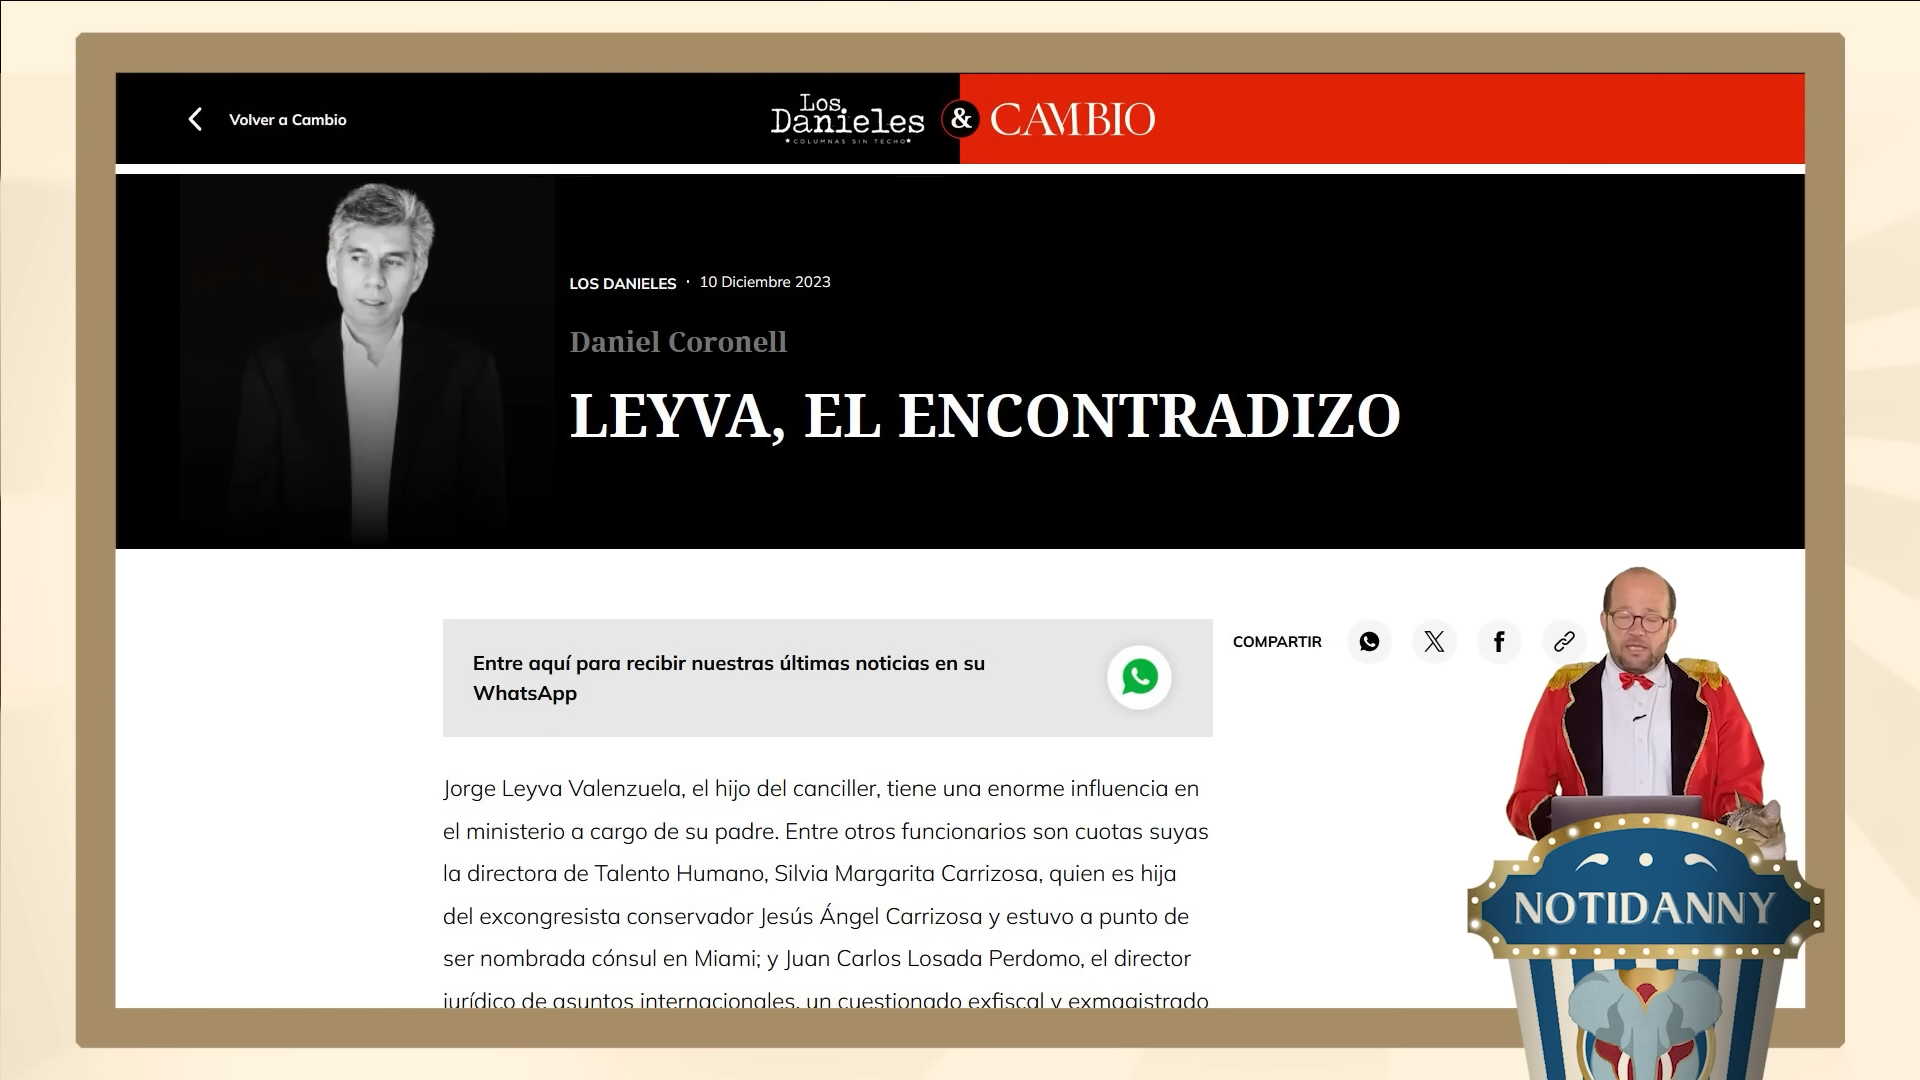 Volver a Cambio
Los
Danieles
COLUMNAS SIN TECHO
&
CAMBIO
LOS DANIELES · 10 Diciembre 2023
Daniel Coronell
LEYVA, EL ENCONTRADIZO
Entre aquí para recibir nuestras últimas noticias en su
WhatsApp
COMPARTIR
Jorge Leyva Valenzuela, el hijo del canciller, tiene una enorme influencia en
el ministerio a cargo de su padre. Entre otros funcionarios son cuotas suyas
la directora de Talento Humano, Silvia Margarita Carrizosa, quien es hija
del excongresista conservador Jesús Ángel Carrizosa y estuvo a punto de
ser nombrada cónsul en Miami; y Juan Carlos Losada Perdomo, el director
jurídico de asuntos internacionales, un cuestionado exfiscal y exmagistrado
NOTIDANNY